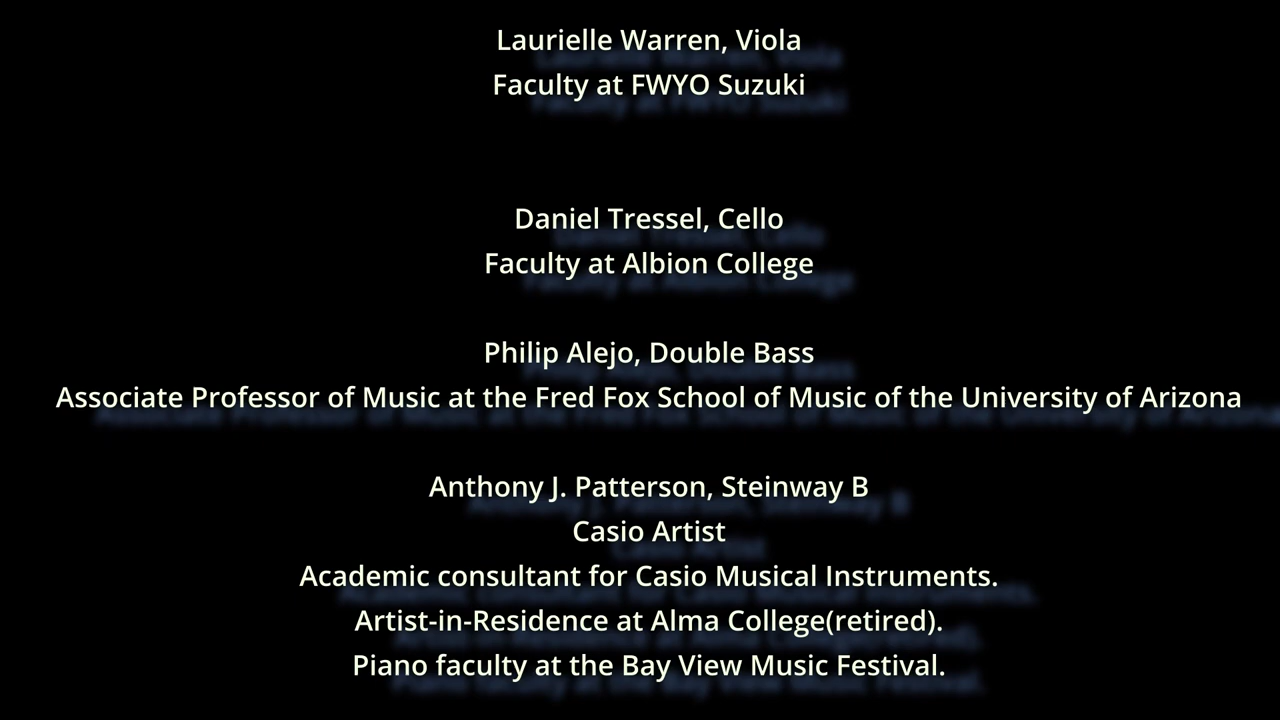 Laurielle Warren, Viola
Faculty at FWYO Suzuki
Daniel Tressel, Cello
Faculty at Albion College
Philip Alejo, Double Bass
Associate Professor of Music at the Fred Fox School of Music of the University of Arizona
Anthony J. Patterson, Steinway B
Casio Artist
Academic consultant for Casio Musical Instruments.
Artist-in-Residence at Alma College(retired).
Piano faculty at the Bay View Music Festival.